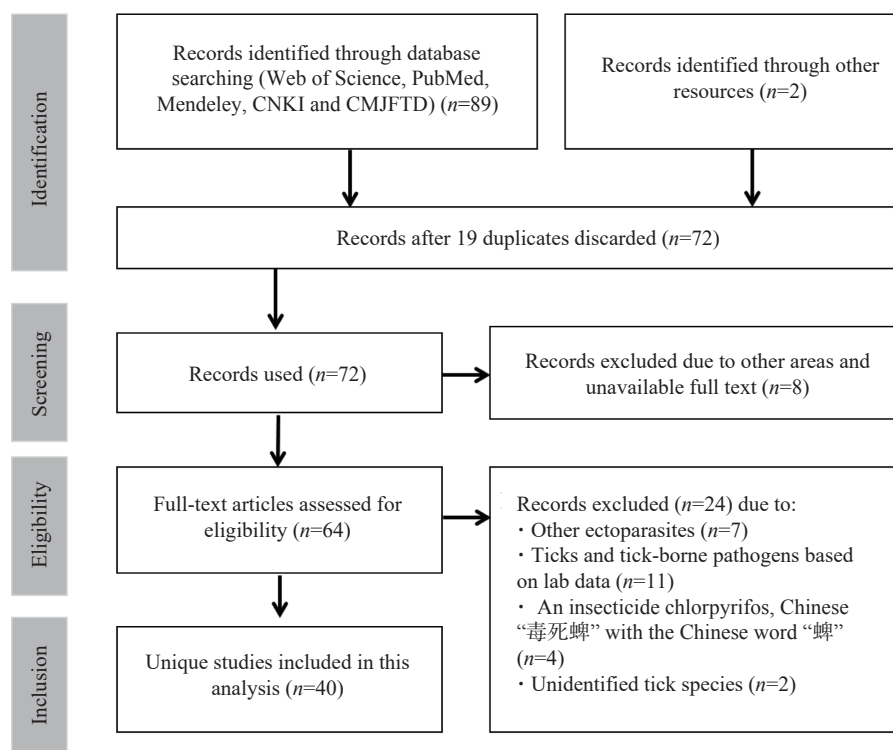 Identification
Records identified through database
searching (Web of Science, PubMed,
Mendeley, CNKI and CMJFTD) (n=89)
Records identified through other
resources (n=2)
Records after 19 duplicates discarded (n=72)
Screening
Records used (n=72)
Records excluded due to other areas and
unavailable full text (n=8)
Eligibility
Full-text articles assessed for
eligibility (n=64)
Records excluded (n=24) due to:
· Other ectoparasites (n=7)
· Ticks and tick-borne pathogens based
on lab data (n=11)
· An insecticide chlorpyrifos, Chinese
“毒死蜱” with the Chinese word “蜱”
(n=4)
· Unidentified tick species (n=2)
Inclusion
Unique studies included in this
analysis (n=40)